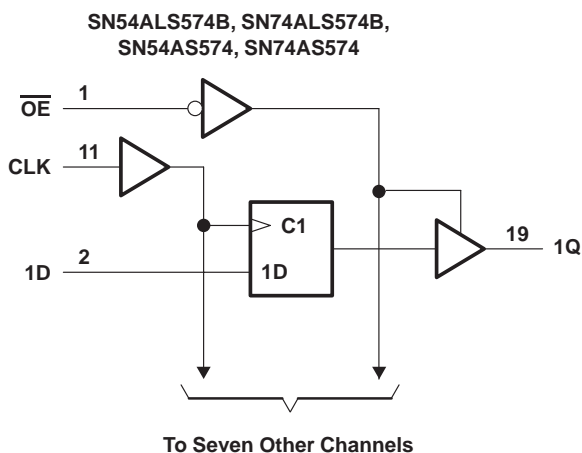 SN54ALS574B, SN74ALS574B,
SN54AS574, SN74AS574
OE 1
CLK 11
C1
19 1Q
1D 2 1D
To Seven Other Channels